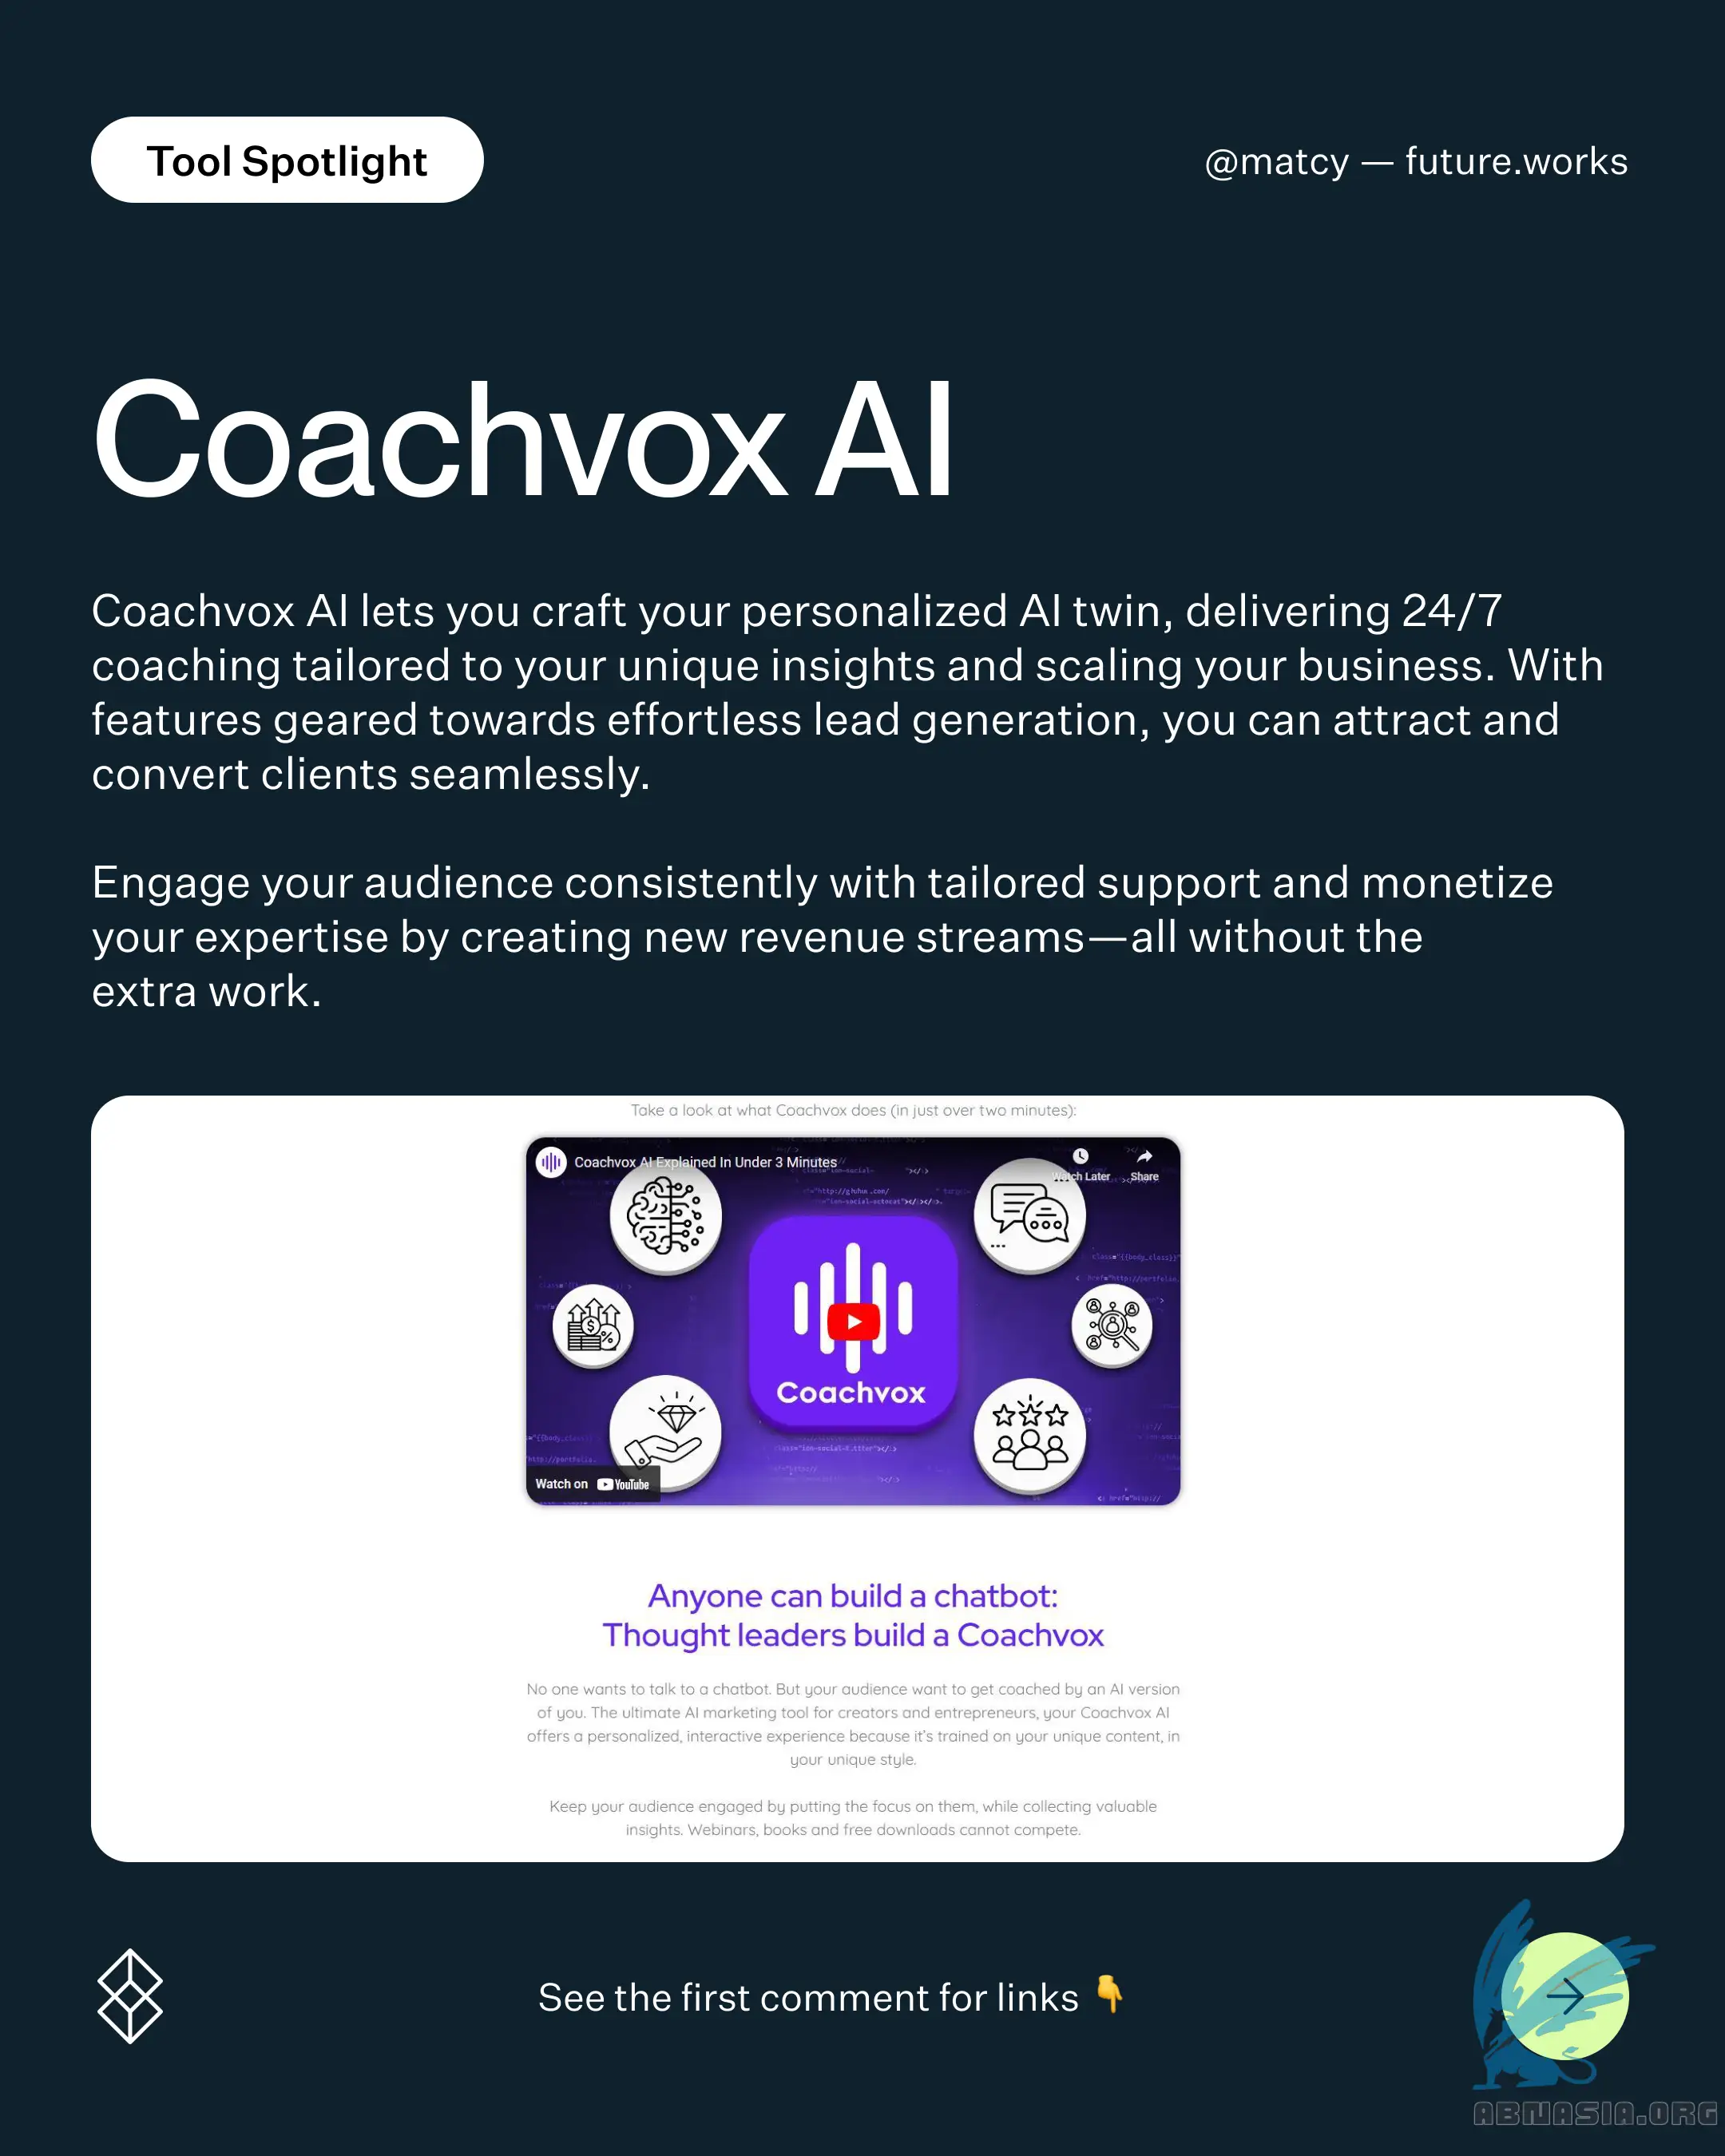 Tool Spotlight
@matcy — future.works
Coachvox AI
Coachvox AI lets you craft your personalized AI twin, delivering 24/7
coaching tailored to your unique insights and scaling your business. With
features geared towards effortless lead generation, you can attract and
convert clients seamlessly.
Engage your audience consistently with tailored support and monetize
your expertise by creating new revenue streams—all without the
extra work.
Take a look at what Coachvox does (in just over two minutes):
Coachvox AI Explained In Under 3 Minutes
Watch Later
Share
Coachvox
Watch on YouTube
Anyone can build a chatbot:
Thought leaders build a Coachvox
No one wants to talk to a chatbot. But your audience want to get coached by an AI version
of you. The ultimate AI marketing tool for creators and entrepreneurs, your Coachvox AI
offers a personalized, interactive experience because it's trained on your unique content, in
your unique style.
Keep your audience engaged by putting the focus on them, while collecting valuable
insights. Webinars, books and free downloads cannot compete.
See the first comment for links 👇
ABMASIA.ORG